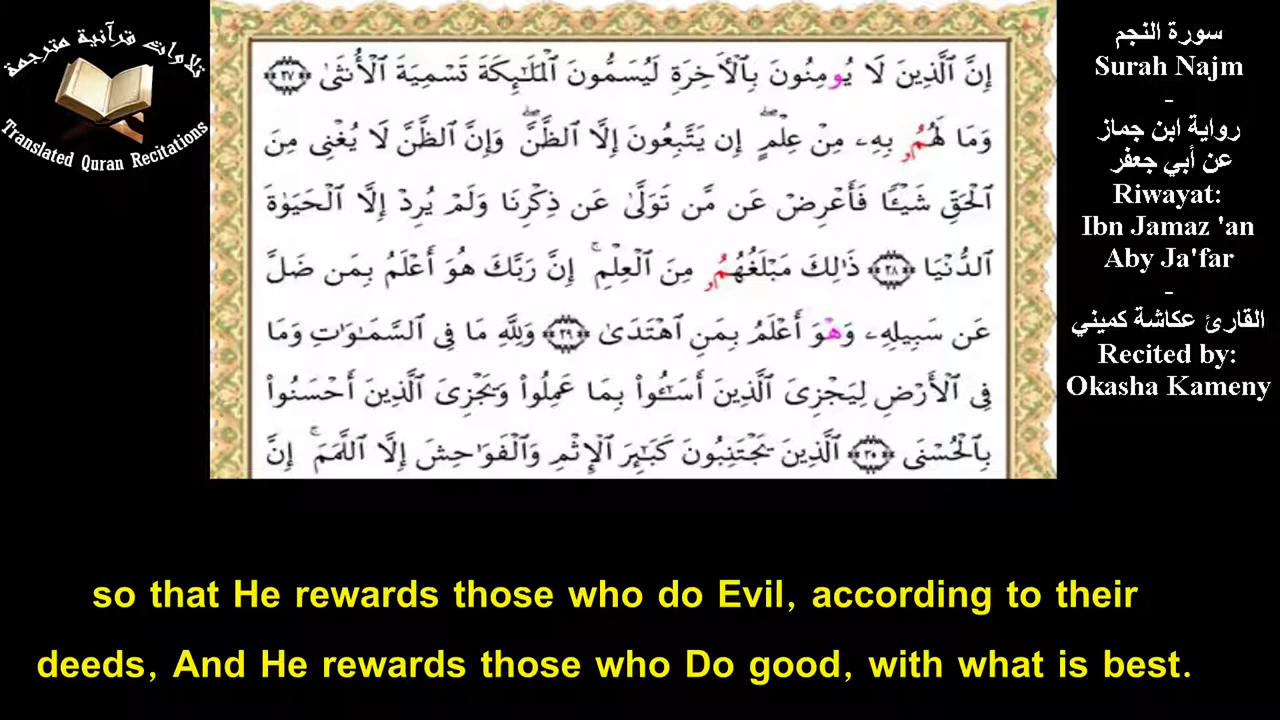 تلاوات قرآنية مترجمة
Translated Quran Recitations
إِنَّ ٱلَّذِينَ لَا يُومِنُونَ بِٱلْأَخِرَةِ لَيُسَمُّونَ ٱلْمَلَٰٓئِكَةَ تَسْمِيَةَ ٱلْأُنثَىٰ ٢٧
وَمَا لَهُمُۥ بِهِۦ مِنْ عِلْمٍۖ إِن يَتَّبِعُونَ إِلَّا ٱلظَّنَّۖ وَإِنَّ ٱلظَّنَّ لَا يُغْنِى مِنَ
ٱلْحَقِّ شَيْـًٔا فَأَعْرِضْ عَن مَّن تَوَلَّىٰ عَن ذِكْرِنَا وَلَمْ يُرِدْ إِلَّا ٱلْحَيَوٰةَ
ٱلدُّنْيَا ٢٨ ذَٰلِكَ مَبْلَغُهُمُۥ مِنَ ٱلْعِلْمِۚ إِنَّ رَبَّكَ هُوَ أَعْلَمُ بِمَن ضَلَّ
عَن سَبِيلِهِۦ وَهْوَ أَعْلَمُ بِمَنِ ٱهْتَدَىٰ ٢٩ وَلِلَّهِ مَا فِى ٱلسَّمَٰوَٰتِ وَمَا
فِى ٱلْأَرْضِ لِيَجْزِىَ ٱلَّذِينَ أَسَٰٓـُٔوا۟ بِمَا عَمِلُوا۟ وَيَجْزِىَ ٱلَّذِينَ أَحْسَنُوا۟
بِٱلْحُسْنَى ٣٠ ٱلَّذِينَ يَجْتَنِبُونَ كَبَٰٓئِرَ ٱلْإِثْمِ وَٱلْفَوَٰحِشَ إِلَّا ٱللَّمَمَۚ إِنَّ
سورة النجم
Surah Najm
-
رواية ابن جماز
عن أبي جعفر
Riwayat:
Ibn Jamaz 'an
Aby Ja'far
-
القارئ عكاشة كميني
Recited by:
Okasha Kameny
so that He rewards those who do Evil, according to their
deeds, And He rewards those who Do good, with what is best.